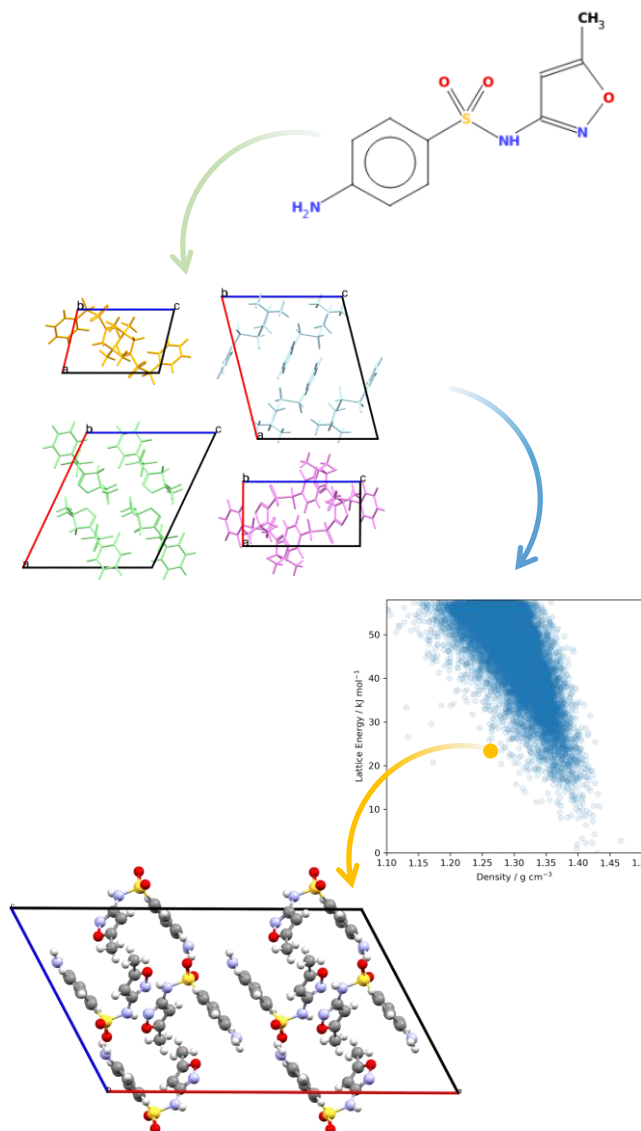 CH₃
O O
O
S
NH
N
H₂N
b c
a
b c
a
b c
a
b c
a
Lattice Energy / kJ mol⁻¹
50
40
30
20
10
0
1.10 1.15 1.20 1.25 1.30 1.35 1.40 1.45
Density / g cm⁻³